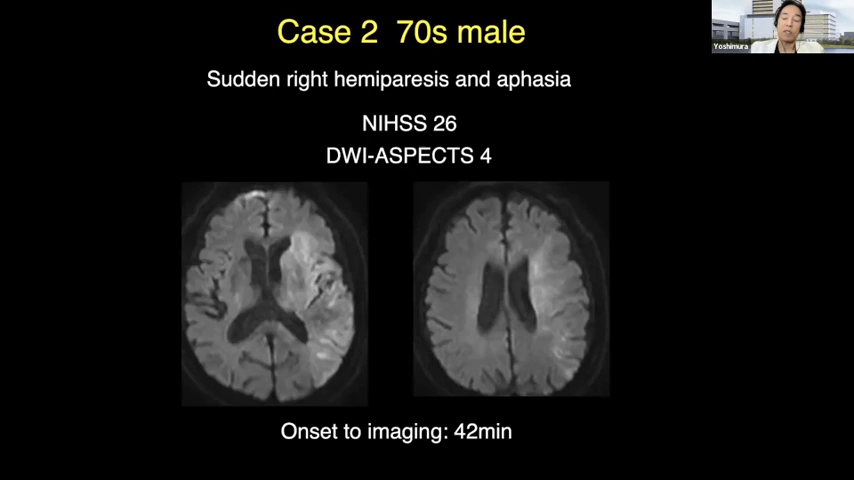 Case 2 70s male
Yoshimura
Sudden right hemiparesis and aphasia
NIHSS 26
DWI-ASPECTS 4
Onset to imaging: 42min